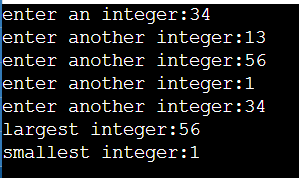 enter an integer:34
enter another integer:13
enter another integer:56
enter another integer:1
enter another integer:34
largest integer:56
smallest integer:1